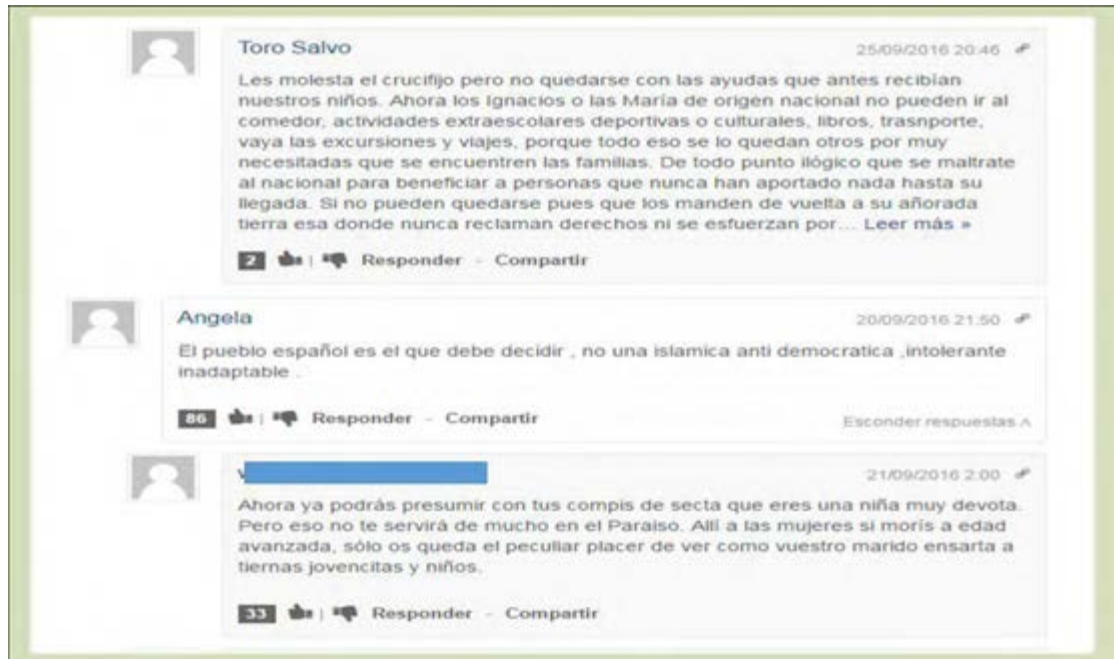 Toro Salvo 25/09/2016 20:46
Les molesta el crucifijo pero no quedarse con las ayudas que antes recibían
nuestros niños. Ahora los Ignacios o las María de origen nacional no pueden ir al
comedor, actividades extraescolares deportivas o culturales, libros, trasnporte,
vaya las excursiones y viajes, porque todo eso se lo quedan otros por muy
necesitadas que se encuentren las familias. De todo punto ilógico que se maltrate
al nacional para beneficiar a personas que nunca han aportado nada hasta su
llegada. Si no pueden quedarse pues que los manden de vuelta a su añorada
tierra esa donde nunca reclaman derechos ni se esfuerzan por... Leer más »
2 | Responder - Compartir
Angela 20/09/2016 21:50
El pueblo español es el que debe decidir , no una islamica anti democratica ,intolerante
inadaptable .
86 | Responder - Compartir Esconder respuestas ∧
21/09/2016 2:00
Ahora ya podrás presumir con tus compis de secta que eres una niña muy devota.
Pero eso no te servirá de mucho en el Paraiso. Allí a las mujeres si morís a edad
avanzada, sólo os queda el peculiar placer de ver como vuestro marido ensarta a
tiernas jovencitas y niños.
33 | Responder - Compartir